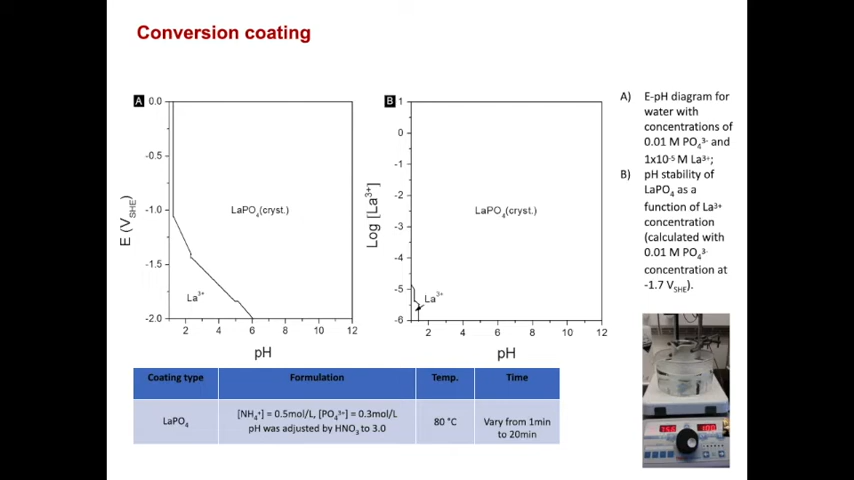 Conversion coating
A
0.0
-0.5
-1.0
-1.5
-2.0
E (V_SHE)
LaPO₄(cryst.)
La³⁺
2 4 6 8 10 12
pH
B
1
0
-1
-2
-3
-4
-5
-6
Log [La³⁺]
LaPO₄(cryst.)
La³⁺
2 4 6 8 10 12
pH
A) E-pH diagram for
water with
concentrations of
0.01 M PO₄³⁻ and
1x10⁻⁵ M La³⁺;
B) pH stability of
LaPO₄ as a
function of La³⁺
concentration
(calculated with
0.01 M PO₄³⁻
concentration at
-1.7 V_SHE).
Coating type Formulation Temp. Time
LaPO₄
[NH₄⁺] = 0.5mol/L, [PO₄³⁺] = 0.3mol/L
pH was adjusted by HNO₃ to 3.0
80 °C
Vary from 1min
to 20min